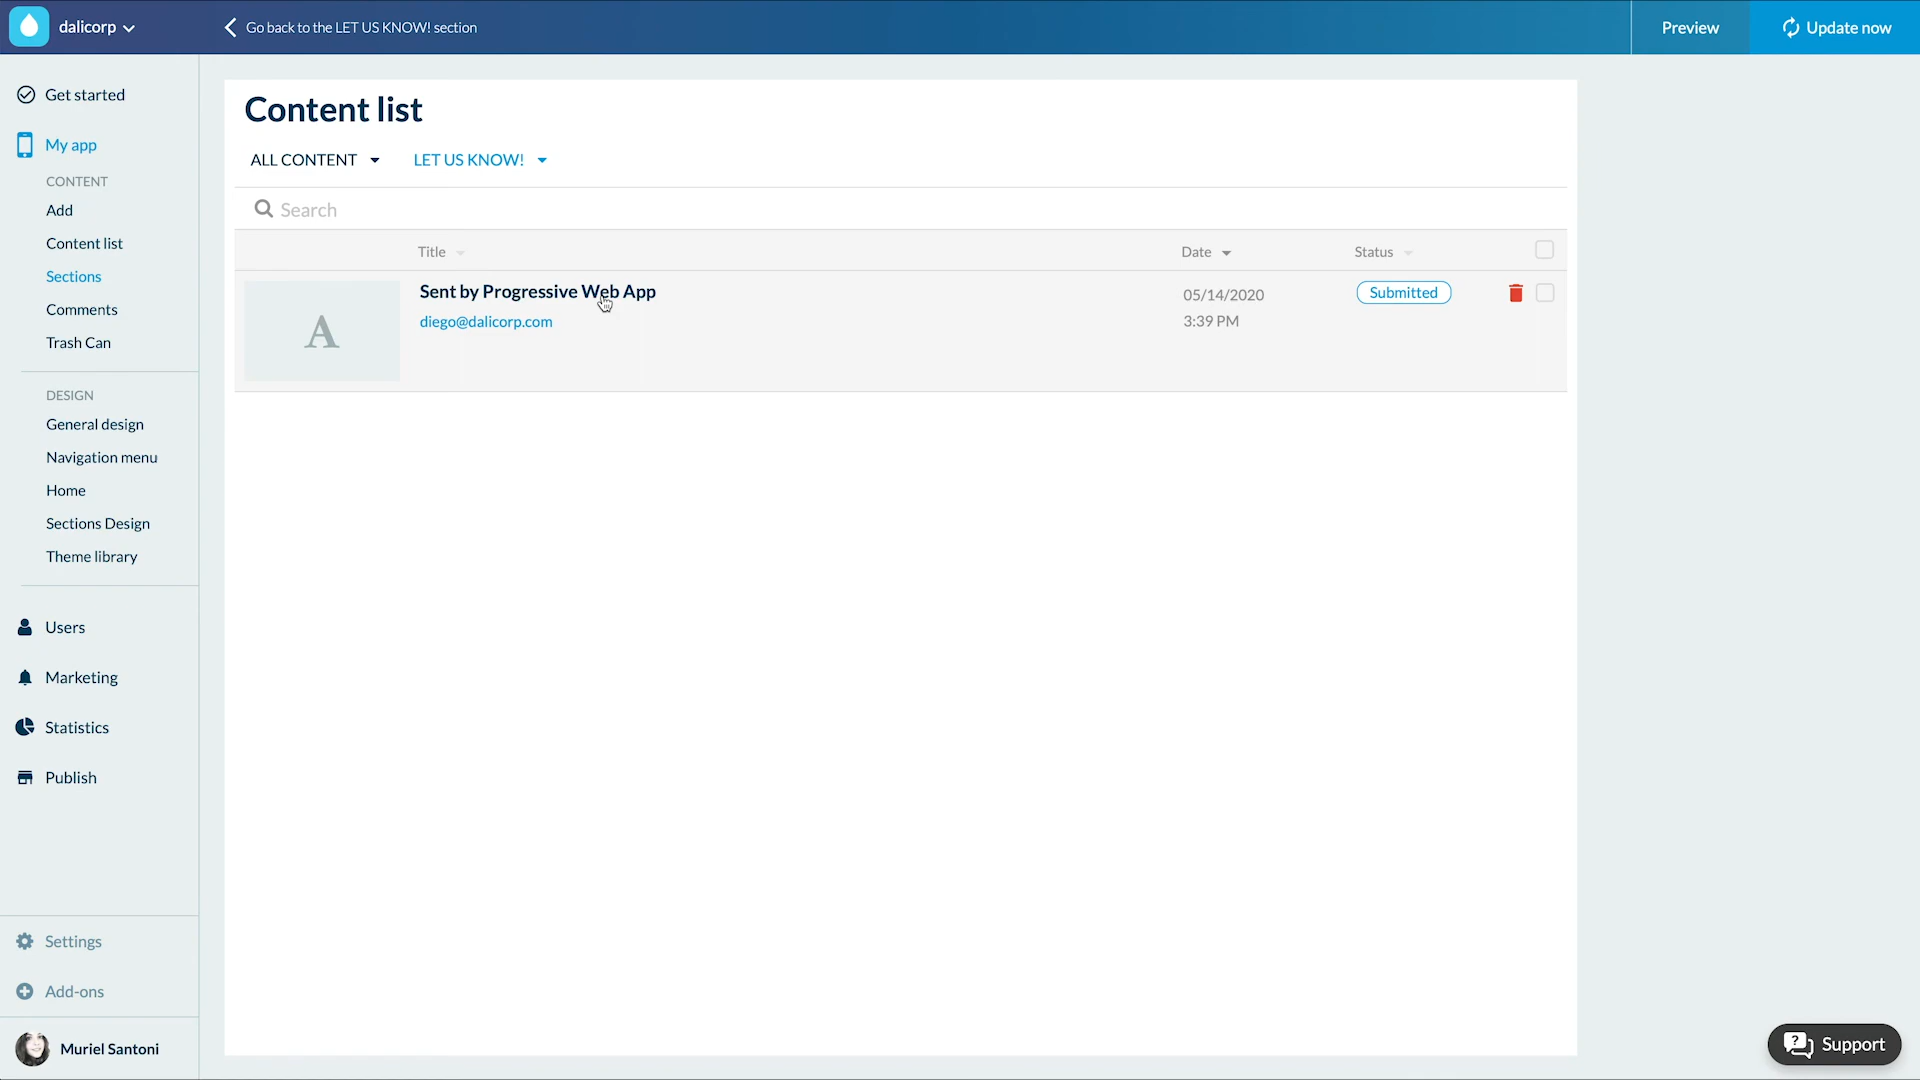 dalicorp
Go back to the LET US KNOW! section
Preview
Update now
Get started
My app
CONTENT
Add
Content list
Sections
Comments
Trash Can
DESIGN
General design
Navigation menu
Home
Sections Design
Theme library
Users
Marketing
Statistics
Publish
Settings
Add-ons
Muriel Santoni
Content list
ALL CONTENT
LET US KNOW!
Search
Title
Date
Status
A
Sent by Progressive Web App
diego@dalicorp.com
05/14/2020
3:39 PM
Submitted
Support